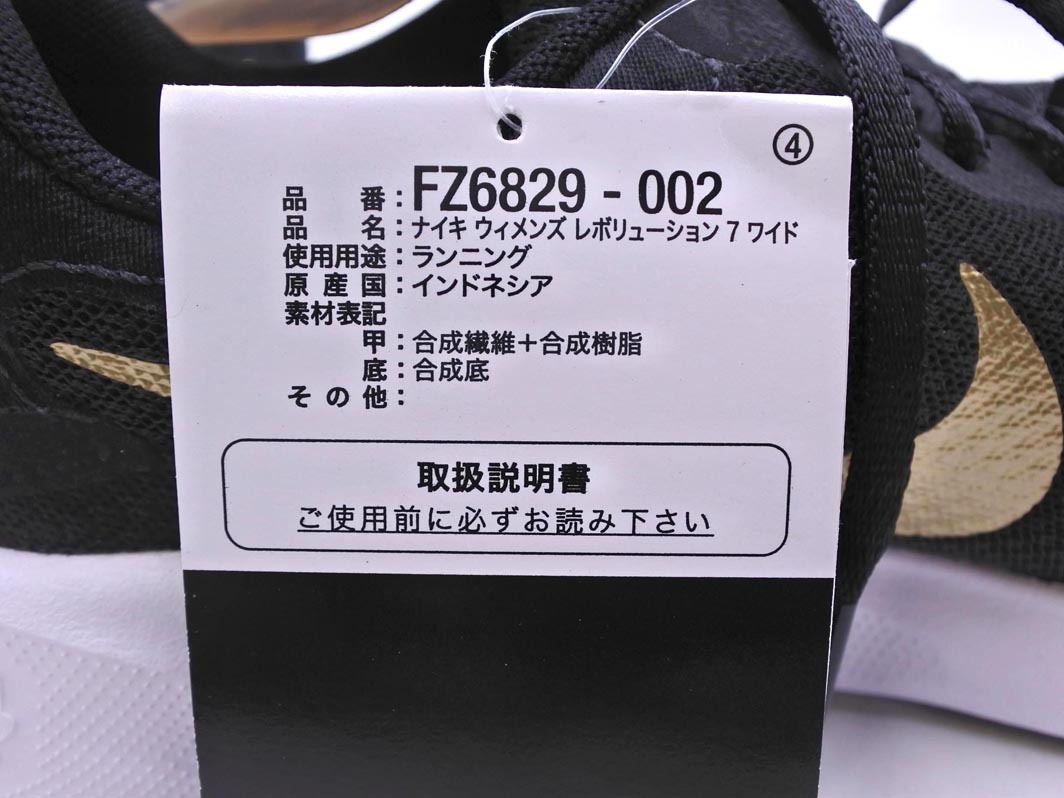 ④
品番：FZ6829 - 002
品名：ナイキ ウィメンズ レボリューション 7 ワイド
使用用途：ランニング
原産国：インドネシア
素材表記
甲：合成繊維＋合成樹脂
底：合成底
その他：
取扱説明書
ご使用前に必ずお読み下さい